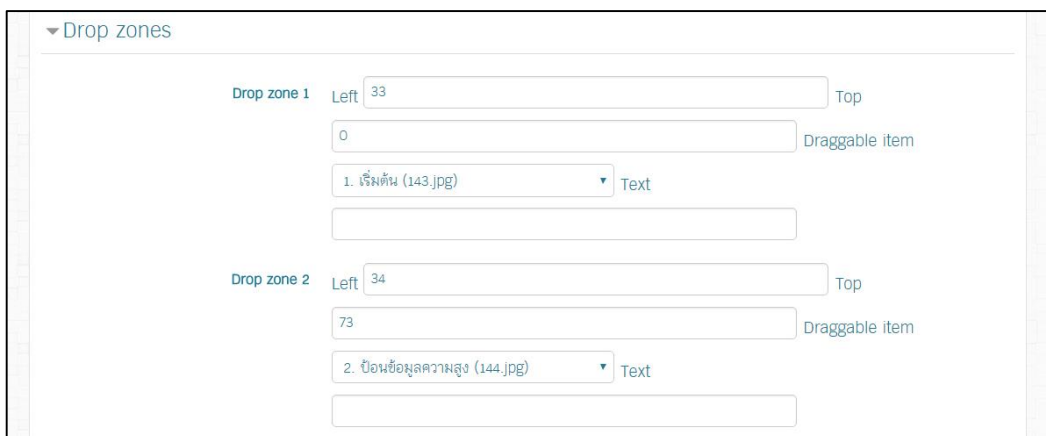 Drop zones
Drop zone 1 Left 33 Top
0 Draggable item
1. เริ่มต้น (143.jpg) Text
Drop zone 2 Left 34 Top
73 Draggable item
2. ป้อนข้อมูลความสูง (144.jpg) Text